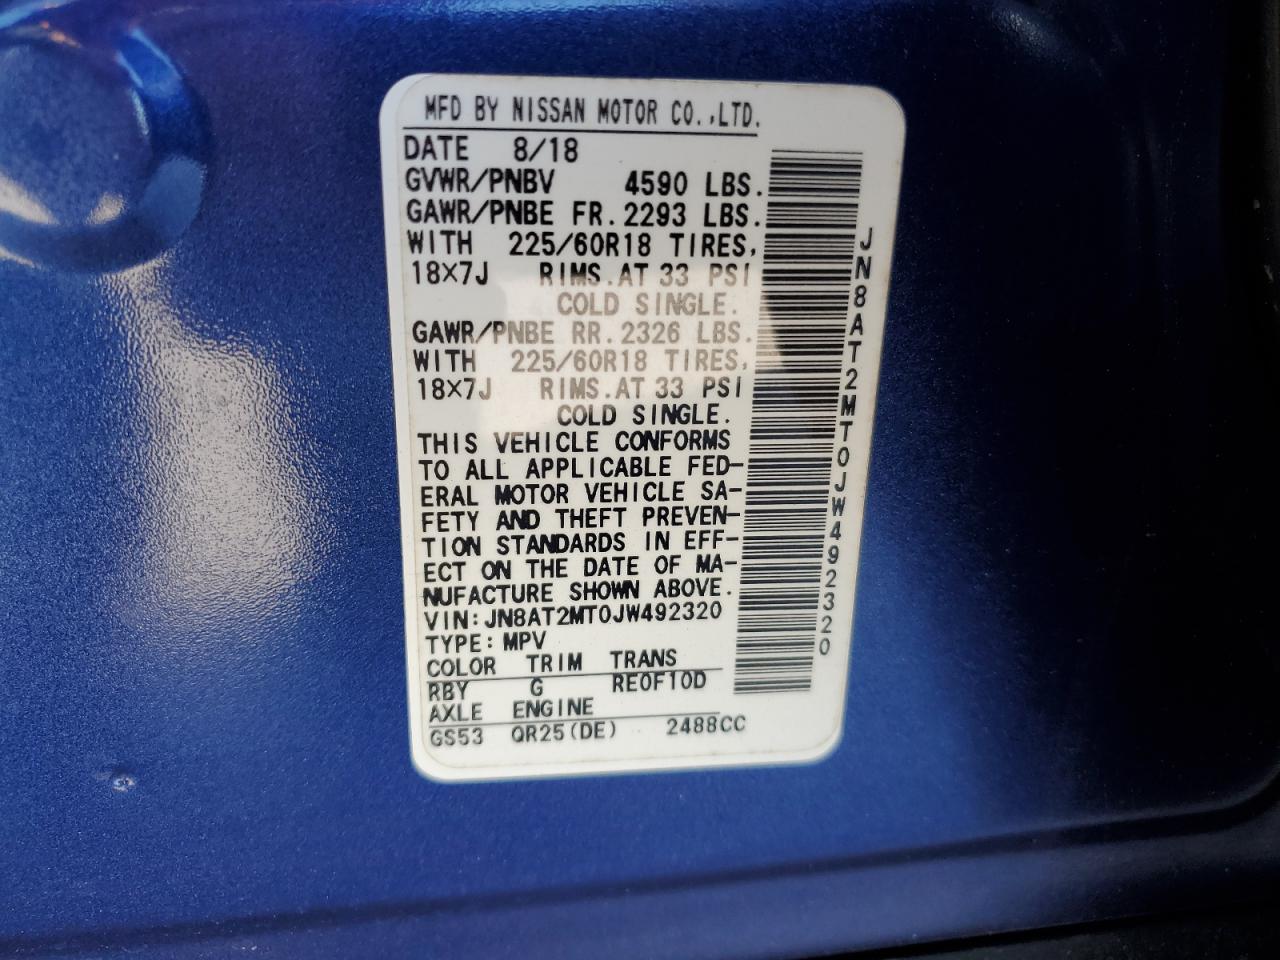 MFD BY NISSAN MOTOR CO.,LTD.
DATE 8/18
GVWR/PNBV 4590 LBS.
GAWR/PNBE FR.2293 LBS.
WITH 225/60R18 TIRES,
18X7J RIMS.AT 33 PSI
COLD SINGLE.
GAWR/PNBE RR.2326 LBS.
WITH 225/60R18 TIRES,
18X7J RIMS.AT 33 PSI
COLD SINGLE.
THIS VEHICLE CONFORMS
TO ALL APPLICABLE FED-
ERAL MOTOR VEHICLE SA-
FETY AND THEFT PREVEN-
TION STANDARDS IN EFF-
ECT ON THE DATE OF MA-
NUFACTURE SHOWN ABOVE.
VIN:JN8AT2MT0JW492320
TYPE:MPV
COLOR TRIM TRANS
RBY G RE0F10D
AXLE ENGINE
GS53 QR25(DE) 2488CC
JN8AT2MT0JW492320